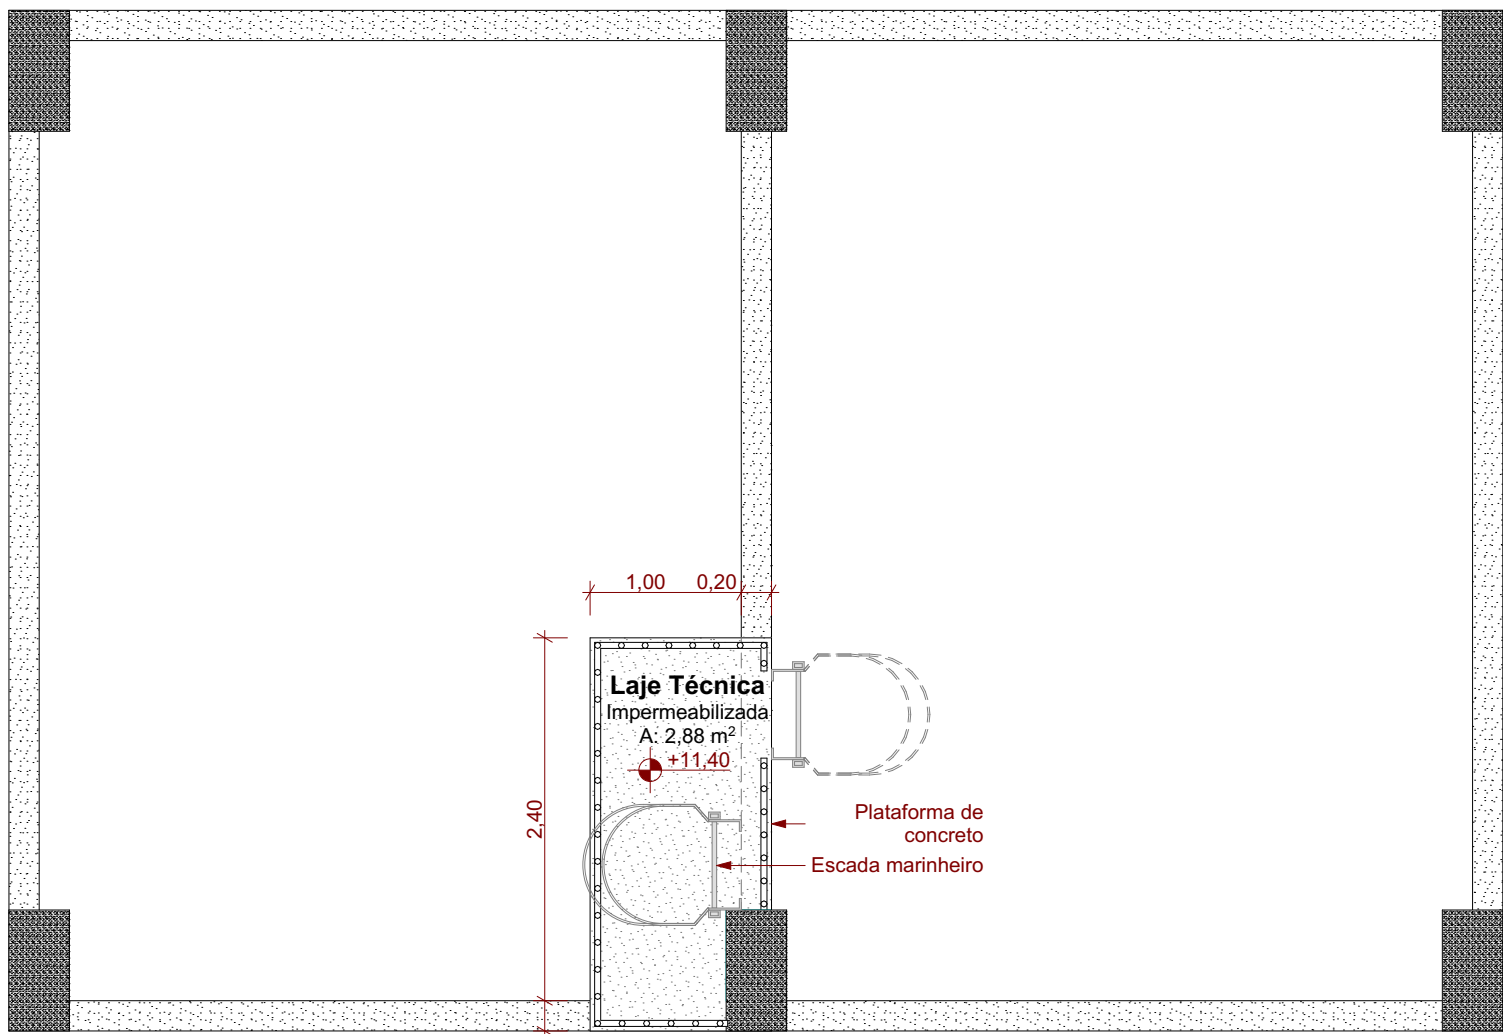 1,00 0,20
Laje Técnica
Impermeabilizada
A: 2,88 m²
+11,40
2,40
Plataforma de
concreto
Escada marinheiro